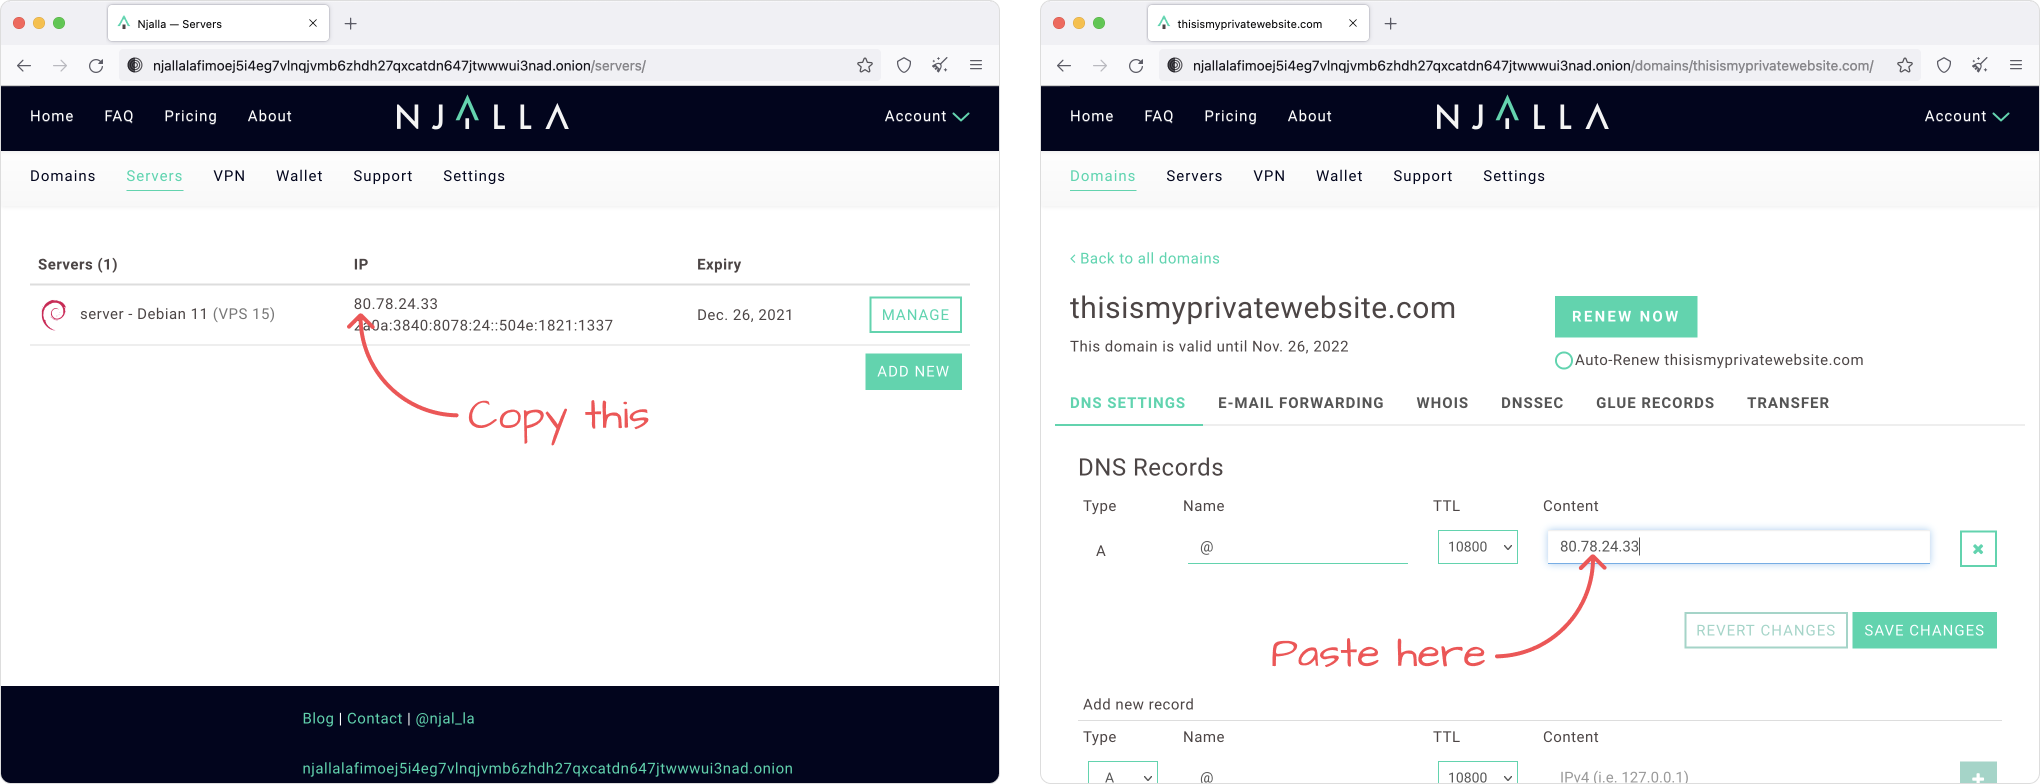 Njalla — Servers
njallalafimoej5i4eg7vlnqjvmb6zhdh27qxcatdn647jtwwwui3nad.onion/servers/
Home FAQ Pricing About NJALLA Account
Domains Servers VPN Wallet Support Settings
Servers (1) IP Expiry
server - Debian 11 (VPS 15) 80.78.24.33 Dec. 26, 2021 MANAGE
2a0a:3840:8078:24::504e:1821:1337
ADD NEW
Copy this
Blog | Contact | @njal_la
njallalafimoej5i4eg7vlnqjvmb6zhdh27qxcatdn647jtwwwui3nad.onion
thisismyprivatewebsite.com
njallalafimoej5i4eg7vlnqjvmb6zhdh27qxcatdn647jtwwwui3nad.onion/domains/thisismyprivatewebsite.com/
Home FAQ Pricing About NJALLA Account
Domains Servers VPN Wallet Support Settings
‹ Back to all domains
thisismyprivatewebsite.com
RENEW NOW
This domain is valid until Nov. 26, 2022
Auto-Renew thisismyprivatewebsite.com
DNS SETTINGS E-MAIL FORWARDING WHOIS DNSSEC GLUE RECORDS TRANSFER
DNS Records
Type Name TTL Content
A @ 10800 80.78.24.33
REVERT CHANGES SAVE CHANGES
Paste here
Add new record
Type Name TTL Content
A @ 10800 IPv4 (i.e. 127.0.0.1)